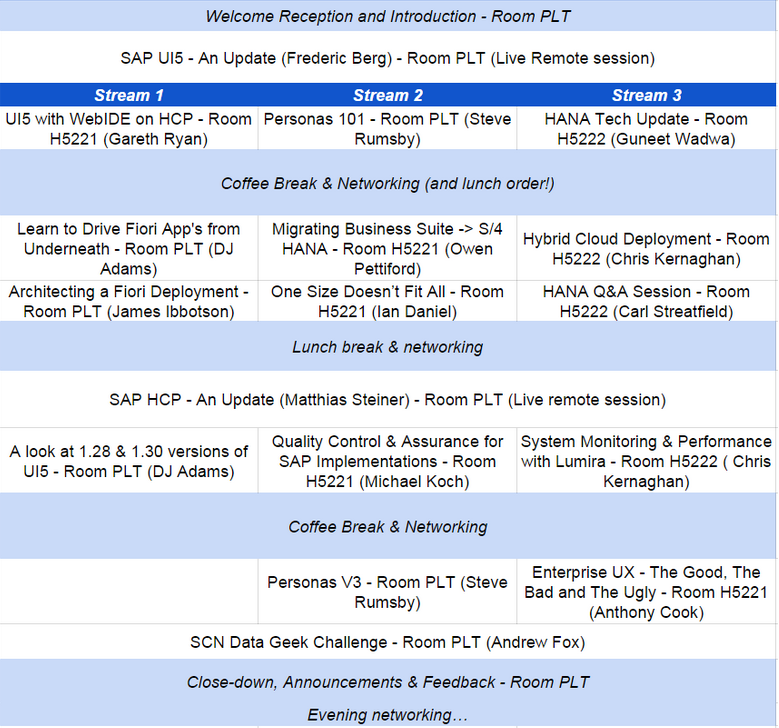 Welcome Reception and Introduction - Room PLT
SAP UI5 - An Update (Frederic Berg) - Room PLT (Live Remote session)
Stream 1
Stream 2
Stream 3
UI5 with WebIDE on HCP - Room
H5221 (Gareth Ryan)
Personas 101 - Room PLT (Steve
Rumsby)
HANA Tech Update - Room
H5222 (Guneet Wadwa)
Coffee Break & Networking (and lunch order!)
Learn to Drive Fiori App's from
Underneath - Room PLT (DJ
Adams)
Migrating Business Suite -> S/4
HANA - Room H5221 (Owen
Pettiford)
Hybrid Cloud Deployment - Room
H5222 (Chris Kernaghan)
Architecting a Fiori Deployment -
Room PLT (James Ibbotson)
One Size Doesn't Fit All - Room
H5221 (Ian Daniel)
HANA Q&A Session - Room
H5222 (Carl Streatfield)
Lunch break & networking
SAP HCP - An Update (Matthias Steiner) - Room PLT (Live remote session)
A look at 1.28 & 1.30 versions of
UI5 - Room PLT (DJ Adams)
Quality Control & Assurance for
SAP Implementations - Room
H5221 (Michael Koch)
System Monitoring & Performance
with Lumira - Room H5222 ( Chris
Kernaghan)
Coffee Break & Networking
Personas V3 - Room PLT (Steve
Rumsby)
Enterprise UX - The Good, The
Bad and The Ugly - Room H5221
(Anthony Cook)
SCN Data Geek Challenge - Room PLT (Andrew Fox)
Close-down, Announcements & Feedback - Room PLT
Evening networking…